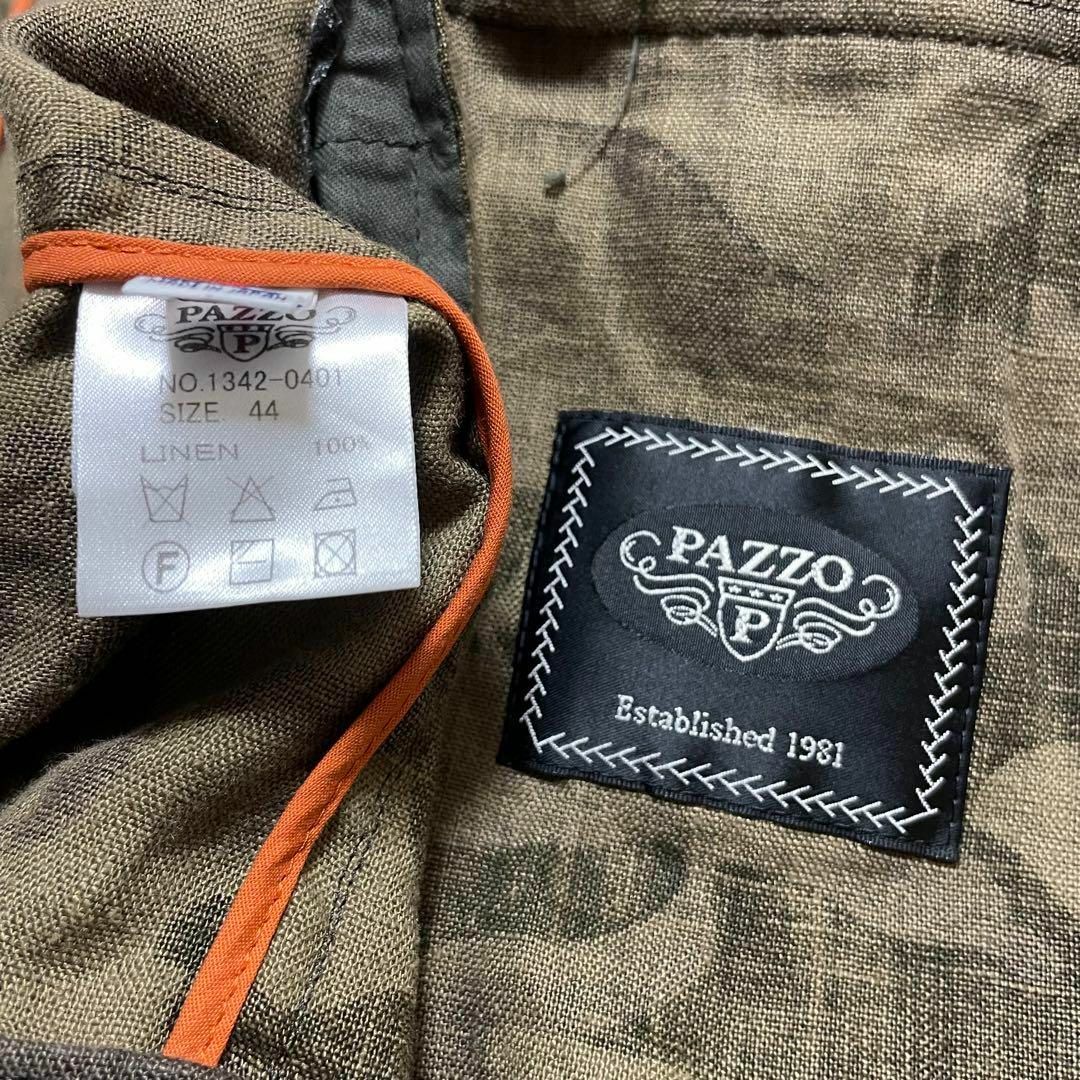 PAZZO
P
NO.1342-0401
SIZE 44
LINEN 100%
F
PAZZO
P
Established 1981